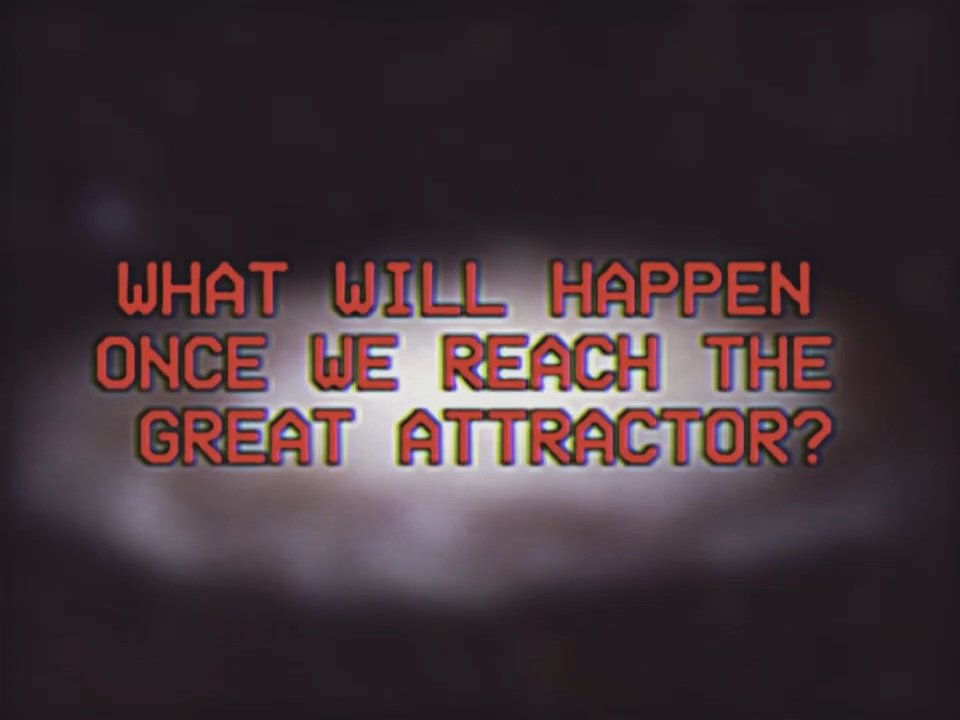 WHAT WILL HAPPEN
ONCE WE REACH THE
GREAT ATTRACTOR?